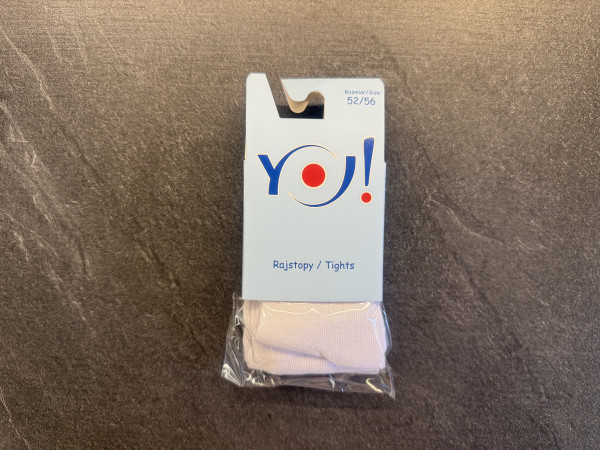 Rozmiar/Size:
52/56
YO!
Rajstopy / Tights